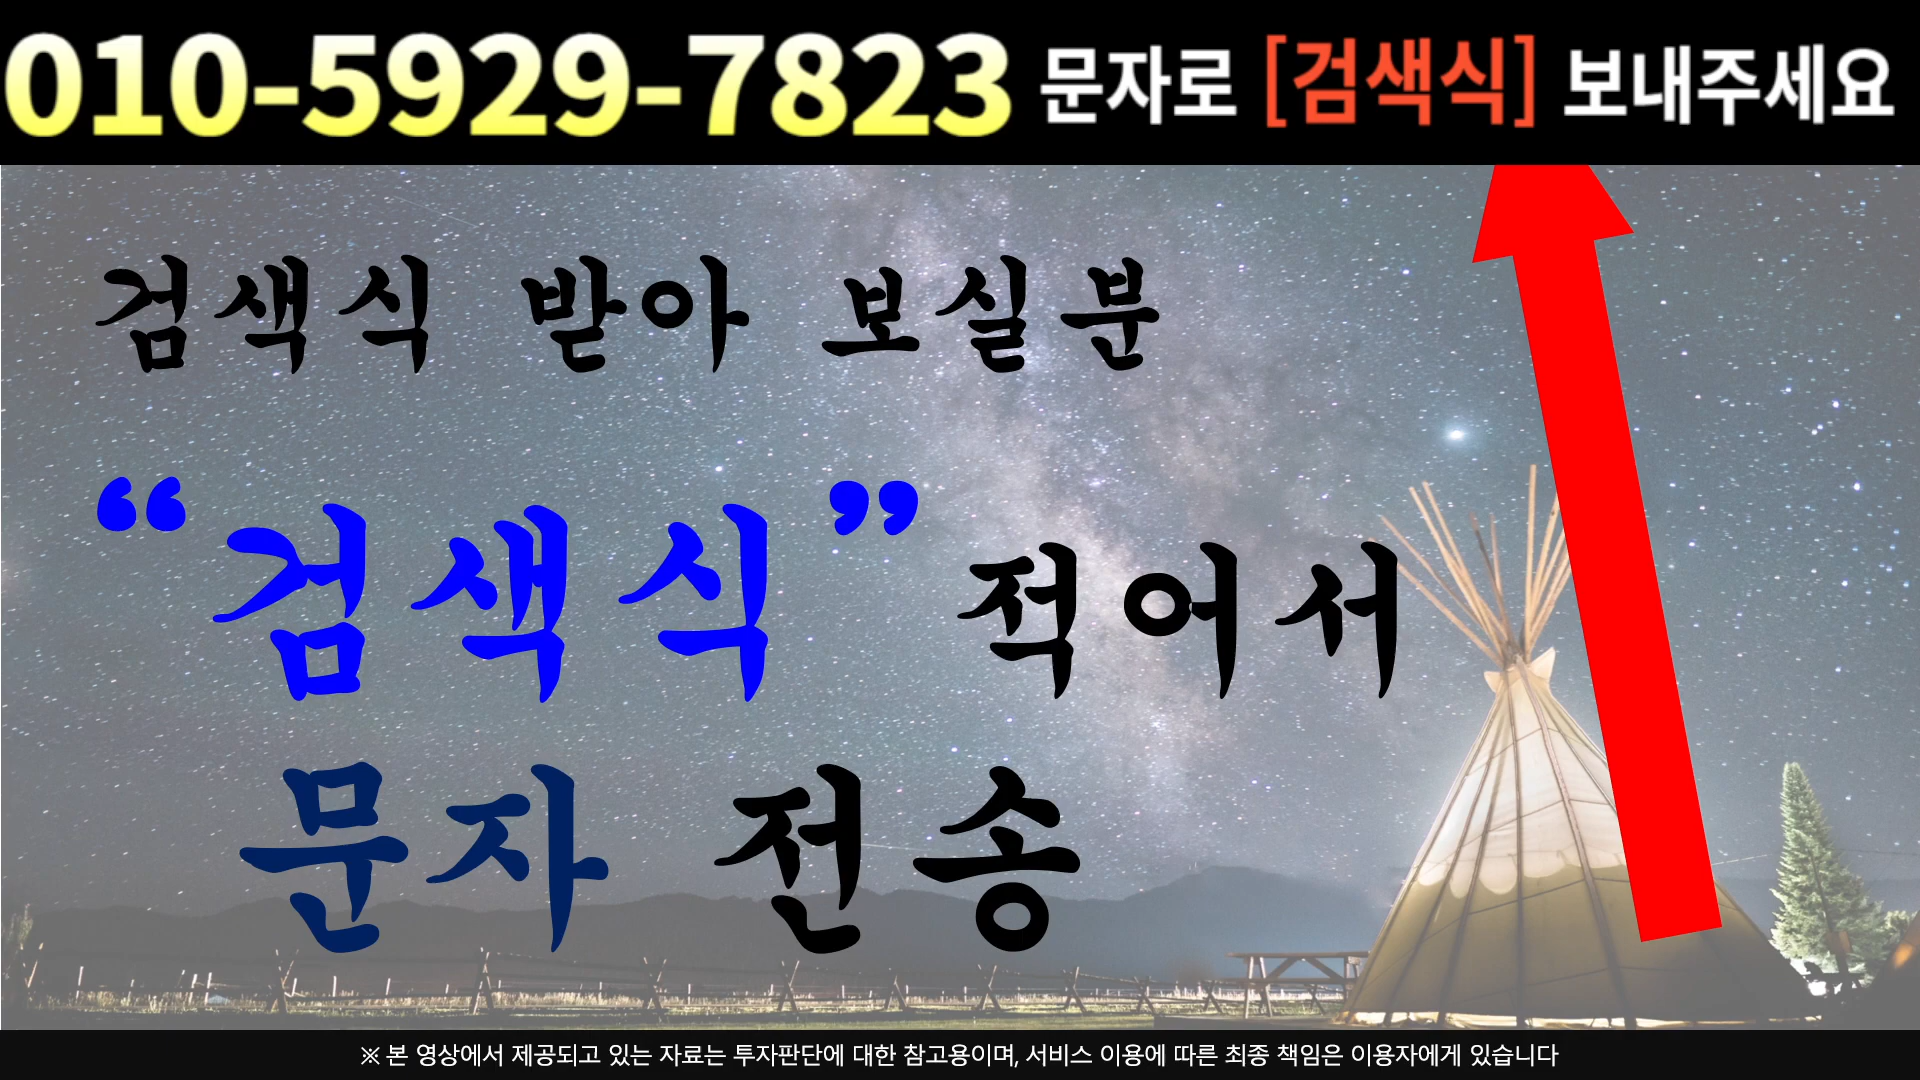 010-5929-7823 문자로 [검색식] 보내주세요
검색식 받아 보실분
“검색식” 적어서
문자 전송
※ 본 영상에서 제공되고 있는 자료는 투자판단에 대한 참고용이며, 서비스 이용에 따른 최종 책임은 이용자에게 있습니다